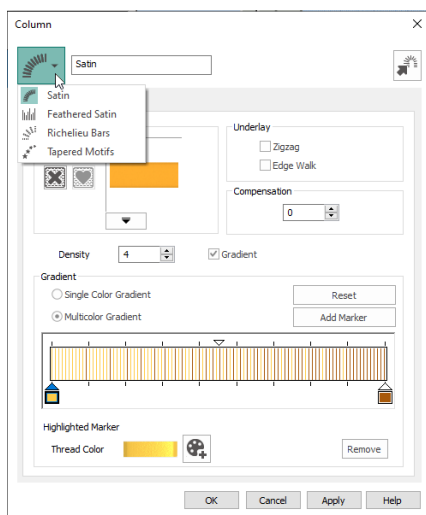 Column
Satin
Satin
Feathered Satin
Richelieu Bars
Tapered Motifs
Underlay
Zigzag
Edge Walk
Compensation
0
Density 4 Gradient
Gradient
Single Color Gradient Reset
Multicolor Gradient Add Marker
Highlighted Marker
Thread Color Remove
OK Cancel Apply Help